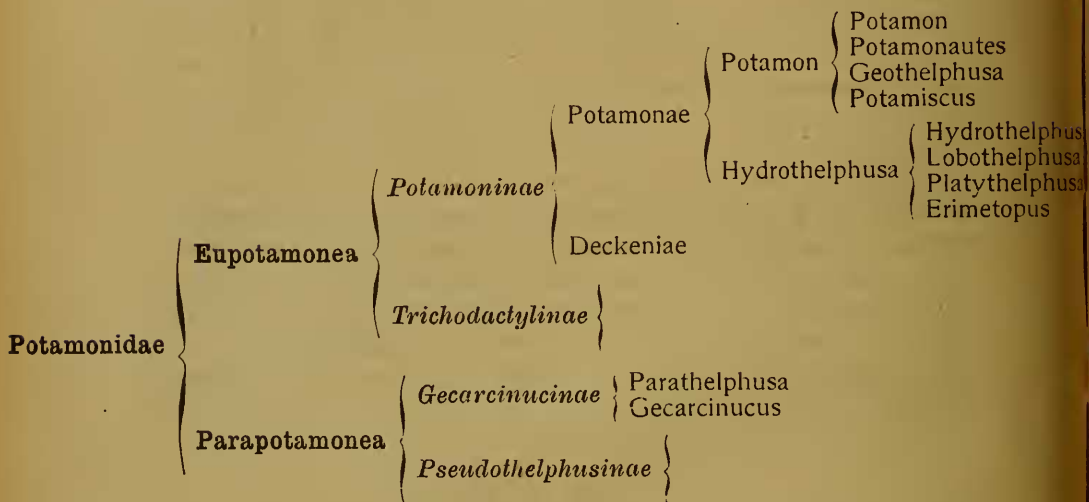 Potamon
Potamonautes
Potamon
Geothelphusa
Potamiscus
Potamonae
Hydrothelphus
Lobothelphusa
Hydrothelphusa
Platythelphusa
Erimetopus
Potamoninae
Eupotamonea
Deckeniae
Trichodactylinae
Potamonidae
Parathelphusa
Gecarcinucinae
Gecarcinucus
Parapotamonea
Pseudothelphusinae